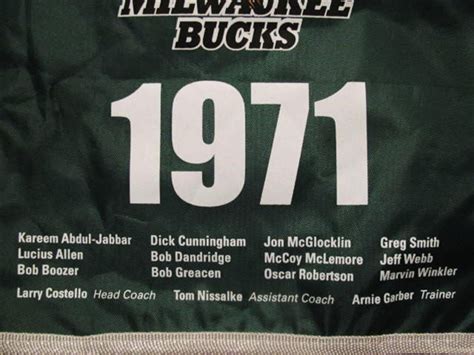 MILWAUKEE
BUCKS
1971
Kareem Abdul-Jabbar Dick Cunningham Jon McGlocklin Greg Smith
Lucius Allen Bob Dandridge McCoy McLemore Jeff Webb
Bob Boozer Bob Greacen Oscar Robertson Marvin Winkler
Larry Costello Head Coach Tom Nissalke Assistant Coach Arnie Garber Trainer